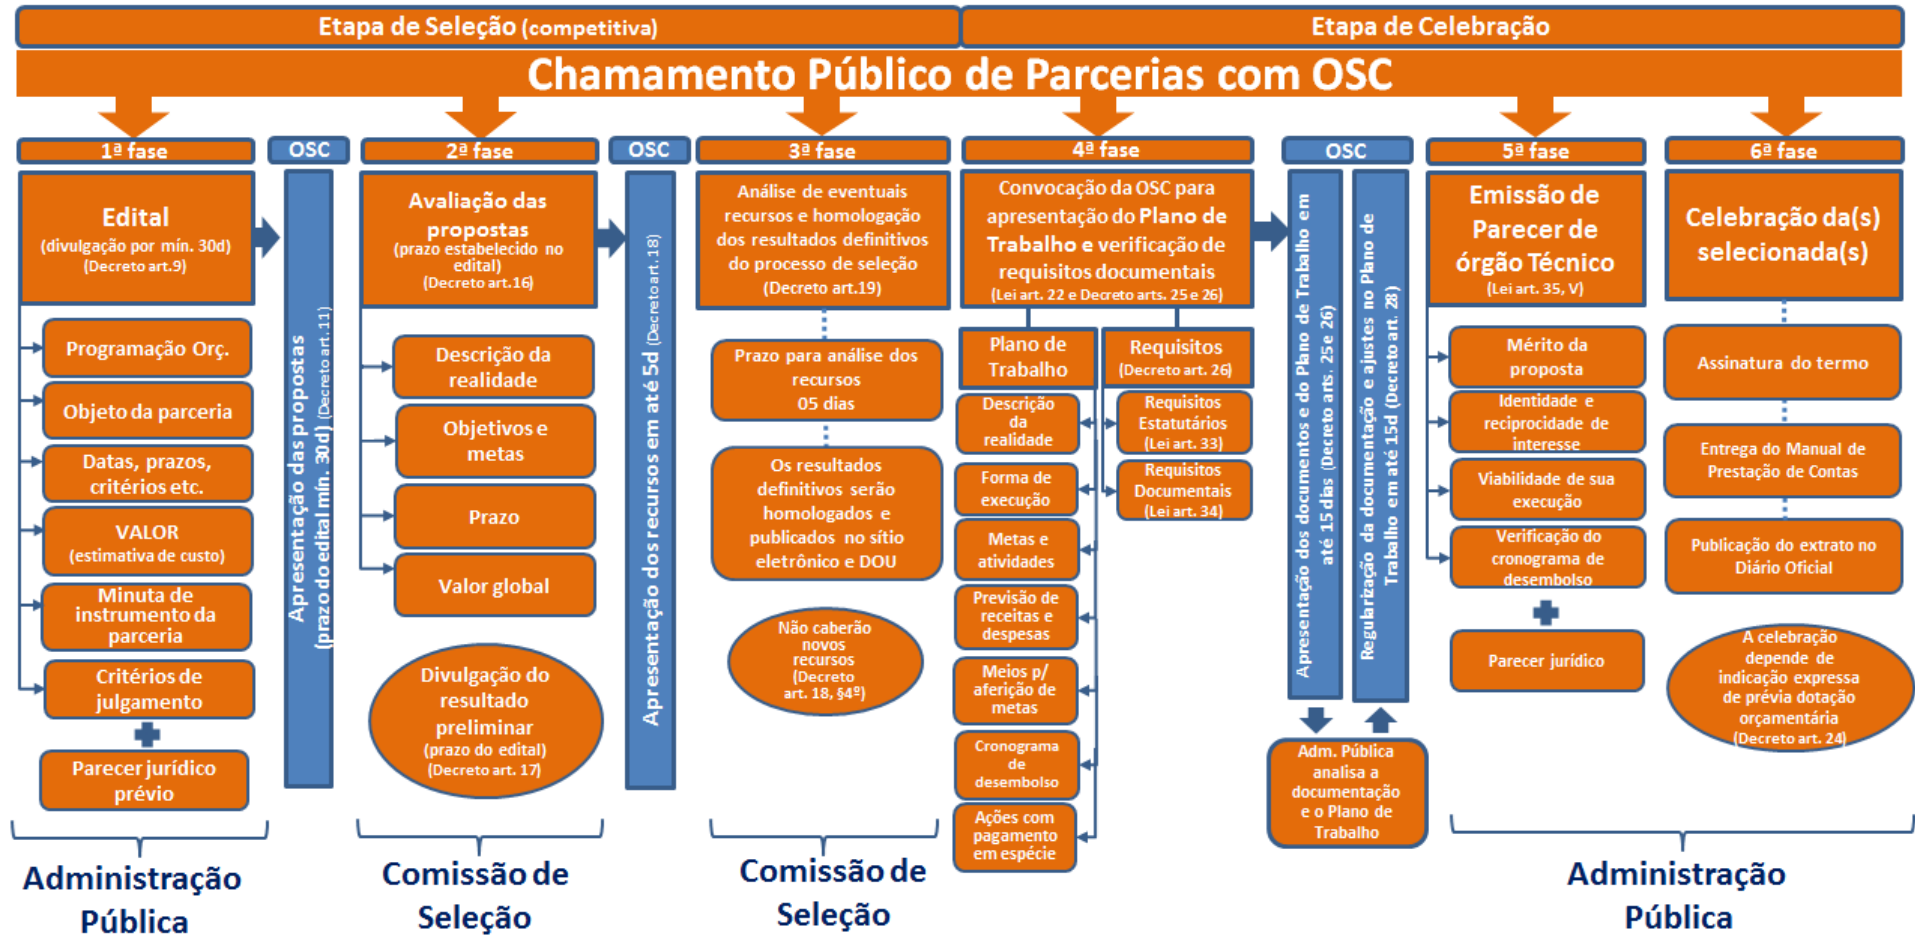 Etapa de Seleção (competitiva)
Etapa de Celebração
Chamamento Público de Parcerias com OSC
1ª fase
Edital
(divulgação por mín. 30d)
(Decreto art.9)
Programação Orç.
Objeto da parceria
Datas, prazos,
critérios etc.
VALOR
(estimativa de custo)
Minuta de
instrumento da
parceria
Critérios de
julgamento
Parecer jurídico
prévio
Administração
Pública
OSC
Apresentação das propostas
(prazo do edital mín. 30d) (Decreto art. 11)
2ª fase
Avaliação das
propostas
(prazo estabelecido no
edital)
(Decreto art.16)
Descrição da
realidade
Objetivos e
metas
Prazo
Valor global
Divulgação do
resultado
preliminar
(prazo do edital)
(Decreto art. 17)
Comissão de
Seleção
OSC
Apresentação dos recursos em até 5d (Decreto art. 18)
3ª fase
Análise de eventuais
recursos e homologação
dos resultados definitivos
do processo de seleção
(Decreto art.19)
Prazo para análise dos
recursos
05 dias
Os resultados
definitivos serão
homologados e
publicados no sítio
eletrônico e DOU
Não caberão
novos
recursos
(Decreto
art. 18, §4º)
Comissão de
Seleção
4ª fase
Convocação da OSC para
apresentação do Plano de
Trabalho e verificação de
requisitos documentais
(Lei art. 22 e Decreto arts. 25 e 26)
Plano de
Trabalho
Descrição
da
realidade
Forma de
execução
Metas e
atividades
Previsão de
receitas e
despesas
Meios p/
aferição de
metas
Cronograma
de
desembolso
Ações com
pagamento
em espécie
Requisitos
(Decreto art. 26)
Requisitos
Estatutários
(Lei art. 33)
Requisitos
Documentais
(Lei art. 34)
OSC
Apresentação dos documentos e do Plano de Trabalho em
até 15 dias (Decreto arts. 25 e 26)
Regularização da documentação e ajustes no Plano de
Trabalho em até 15d (Decreto art. 28)
Adm. Pública
analisa a
documentação
e o Plano de
Trabalho
5ª fase
Emissão de
Parecer de
órgão Técnico
(Lei art. 35, V)
Mérito da
proposta
Identidade e
reciprocidade de
interesse
Viabilidade de sua
execução
Verificação do
cronograma de
desembolso
Parecer jurídico
6ª fase
Celebração da(s)
selecionada(s)
Assinatura do termo
Entrega do Manual de
Prestação de Contas
Publicação do extrato no
Diário Oficial
A celebração
depende de
indicação expressa
de prévia dotação
orçamentária
(Decreto art. 24)
Administração
Pública